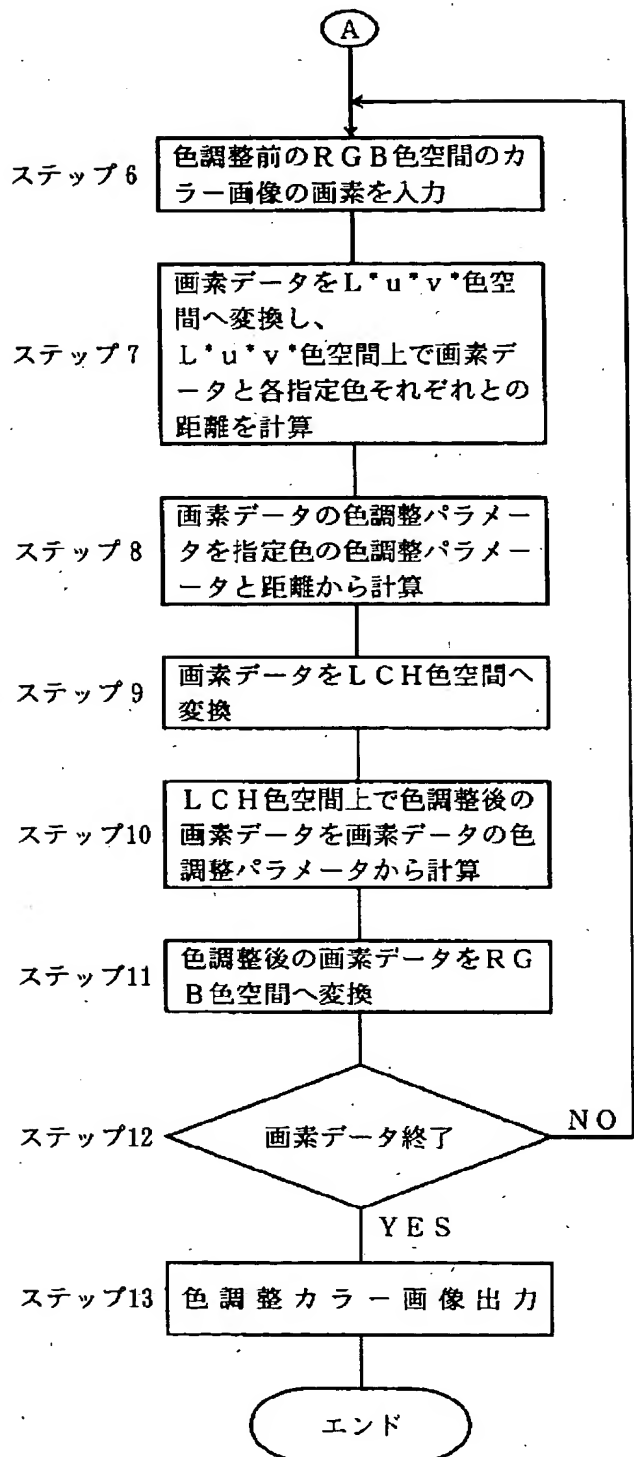 A
ステップ6
色調整前のRGB色空間のカ
ラー画像の画素を入力
ステップ7
画素データをL*u*v*色空
間へ変換し、
L*u*v*色空間上で画素デ
ータと各指定色それぞれとの
距離を計算
ステップ8
画素データの色調整パラメー
タを指定色の色調整パラメー
ータと距離から計算
ステップ9
画素データをLCH色空間へ
変換
ステップ10
LCH色空間上で色調整後の
画素データを画素データの色
調整パラメータから計算
ステップ11
色調整後の画素データをRG
B色空間へ変換
ステップ12
画素データ終了
NO
YES
ステップ13
色調整カラー画像出力
エンド